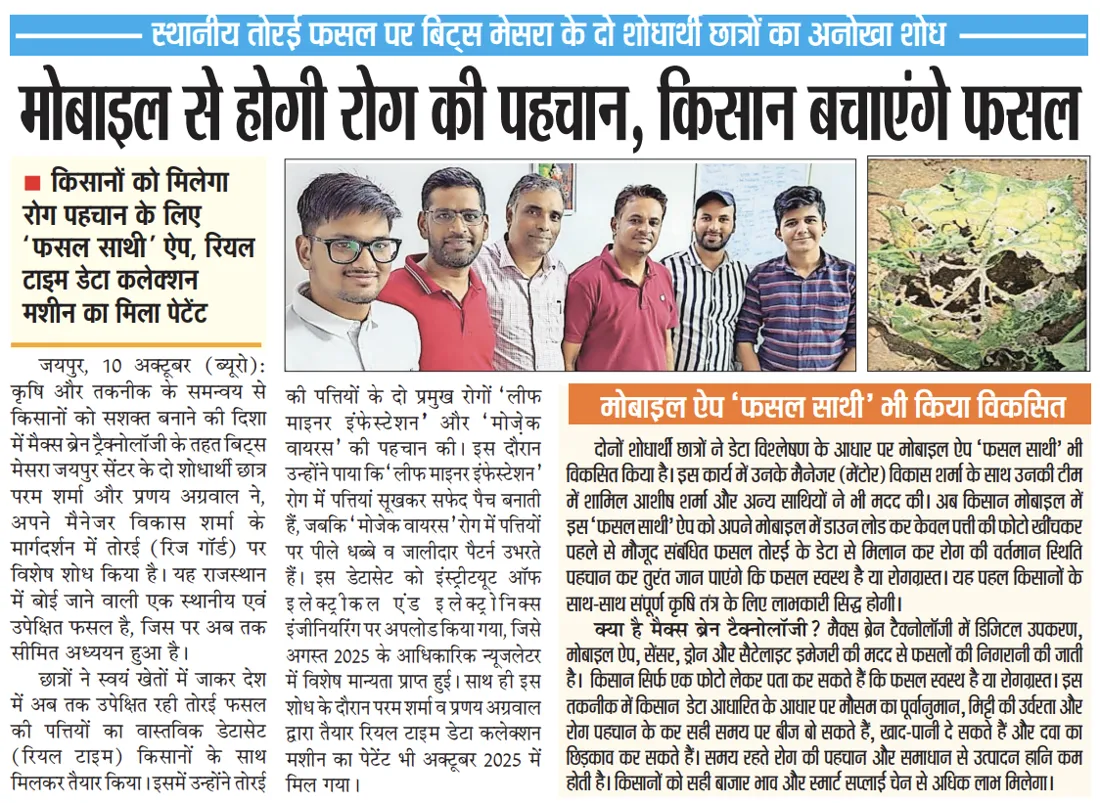 स्थानीय तोरई फसल पर बिट्स मेसरा के दो शोधार्थी छात्रों का अनोखा शोध
मोबाइल से होगी रोग की पहचान, किसान बचाएंगे फसल
■ किसानों को मिलेगा
रोग पहचान के लिए
‘फसल साथी’ ऐप, रियल
टाइम डेटा कलेक्शन
मशीन का मिला पेटेंट
जयपुर, 10 अक्टूबर (ब्यूरो):
कृषि और तकनीक के समन्वय से
किसानों को सशक्त बनाने की दिशा
में मैक्स ब्रेन ट्रैक्नोलॉजी के तहत बिट्स
मेसरा जयपुर सेंटर के दो शोधार्थी छात्र
परम शर्मा और प्रणय अग्रवाल ने,
अपने मैनेजर विकास शर्मा के
मार्गदर्शन में तोरई (रिज गॉर्ड) पर
विशेष शोध किया है। यह राजस्थान
में बोई जाने वाली एक स्थानीय एवं
उपेक्षित फसल है, जिस पर अब तक
सीमित अध्ययन हुआ है।
छात्रों ने स्वयं खेतों में जाकर देश
में अब तक उपेक्षित रही तोरई फसल
की पत्तियों का वास्तविक डेटासेट
(रियल टाइम) किसानों के साथ
मिलकर तैयार किया। इसमें उन्होंने तोरई
की पत्तियों के दो प्रमुख रोगों ‘लीफ
माइनर इंफेस्टेशन’ और ‘मोज़ेक
वायरस’ की पहचान की। इस दौरान
उन्होंने पाया कि ‘लीफ माइनर इंफेस्टेशन’
रोग में पत्तियां सूखकर सफेद पैच बनाती
हैं, जबकि ‘मोजेक वायरस’ रोग में पत्तियों
पर पीले धब्बे व जालीदार पैटर्न उभरते
हैं। इस डेटासेट को इंस्टीट्यूट ऑफ
इलेक्ट्रीकल एंड इलेक्ट्रोनिक्स
इंजीनियरिंग पर अपलोड किया गया, जिसे
अगस्त 2025 के आधिकारिक न्यूजलेटर
में विशेष मान्यता प्राप्त हुई। साथ ही इस
शोध के दौरान परम शर्मा व प्रणय अग्रवाल
द्वारा तैयार रियल टाइम डेटा कलेक्शन
मशीन का पेटेंट भी अक्टूबर 2025 में
मिल गया।
मोबाइल ऐप ‘फसल साथी’ भी किया विकसित
दोनों शोधार्थी छात्रों ने डेटा विश्लेषण के आधार पर मोबाइल ऐप ‘फसल साथी’ भी
विकसित किया है। इस कार्य में उनके मैनेजर (मेंटोर) विकास शर्मा के साथ उनकी टीम
में शामिल आशीष शर्मा और अन्य साथियों ने भी मदद की। अब किसान मोबाइल में
इस ‘फसल साथी’ ऐप को अपने मोबाइल में डाउन लोड कर केवल पत्ती की फोटो खींचकर
पहले से मौजूद संबंधित फसल तोरई के डेटा से मिलान कर रोग की वर्तमान स्थिति
पहचान कर तुरंत जान पाएंगे कि फसल स्वस्थ है या रोगग्रस्त। यह पहल किसानों के
साथ-साथ संपूर्ण कृषि तंत्र के लिए लाभकारी सिद्ध होगी।
क्या है मैक्स ब्रेन टैक्नोलॉजी? मैक्स ब्रेन टैक्नोलॉजी में डिजिटल उपकरण,
मोबाइल ऐप, सेंसर, ड्रोन और सैटेलाइट इमेजरी की मदद से फसलों की निगरानी की जाती
है। किसान सिर्फ एक फोटो लेकर पता कर सकते हैं कि फसल स्वस्थ है या रोगग्रस्त। इस
तकनीक में किसान डेटा आधारित के आधार पर मौसम का पूर्वानुमान, मिट्टी की उर्वरता और
रोग पहचान के कर सही समय पर बीज बो सकते हैं, खाद-पानी दे सकते हैं और दवा का
छिड़काव कर सकते हैं। समय रहते रोग की पहचान और समाधान से उत्पादन हानि कम
होती है। किसानों को सही बाजार भाव और स्मार्ट सप्लाई चेन से अधिक लाभ मिलेगा।